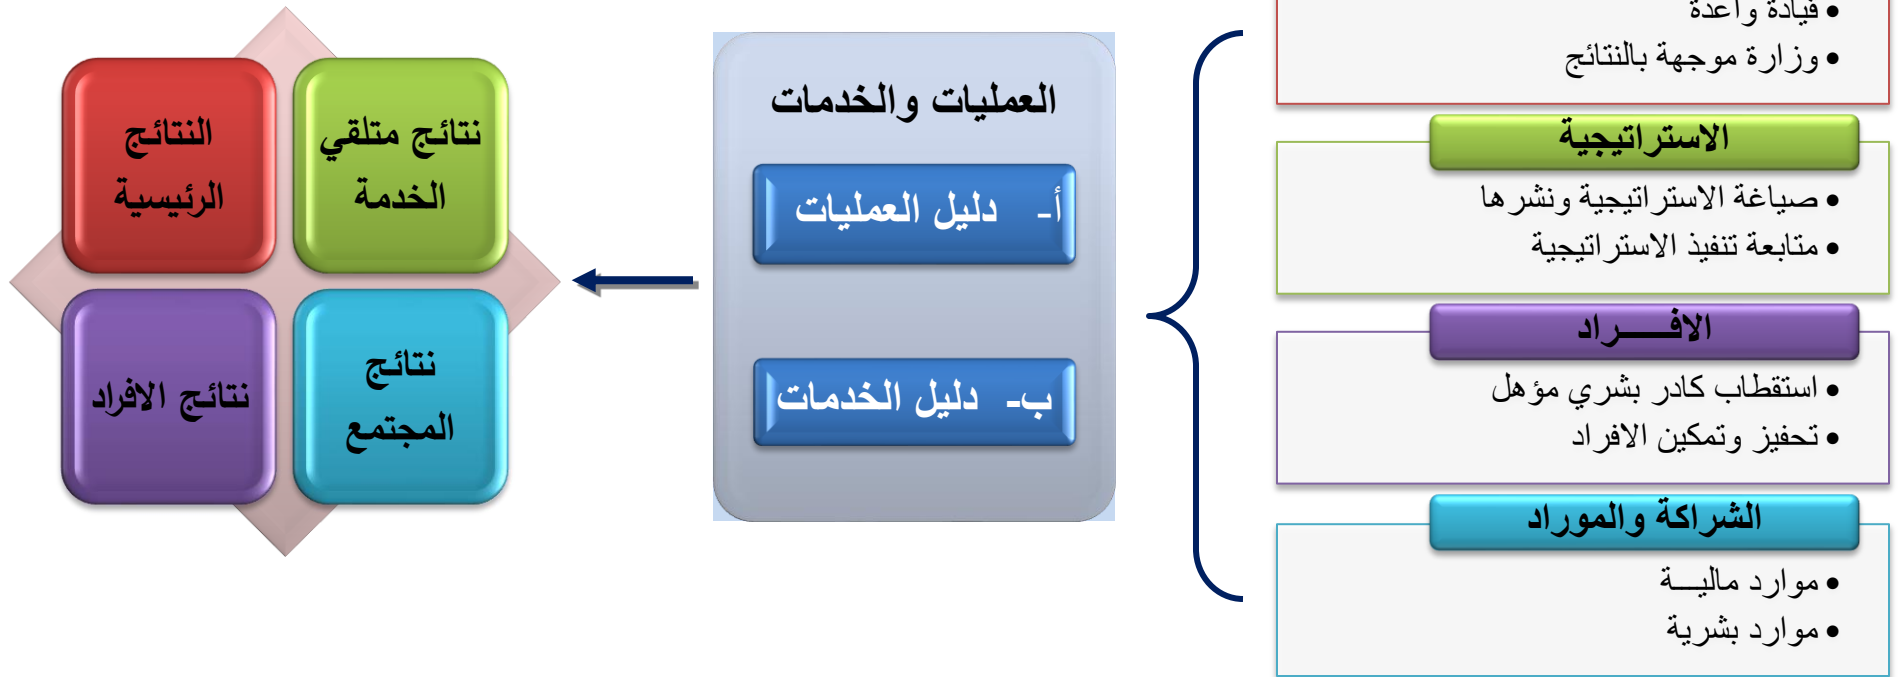 قيادة واعدة
• وزارة موجهة بالنتائج
الاستراتيجية
• صياغة الاستراتيجية ونشرها
• متابعة تنفيذ الاستراتيجية
الافـــــراد
• استقطاب كادر بشري مؤهل
• تحفيز وتمكين الافراد
الشراكة والموراد
• موارد ماليـــة
• موارد بشرية
العمليات والخدمات
أ- دليل العمليات
ب- دليل الخدمات
نتائج متلقي
الخدمة
النتائج
الرئيسية
نتائج
المجتمع
نتائج الافراد